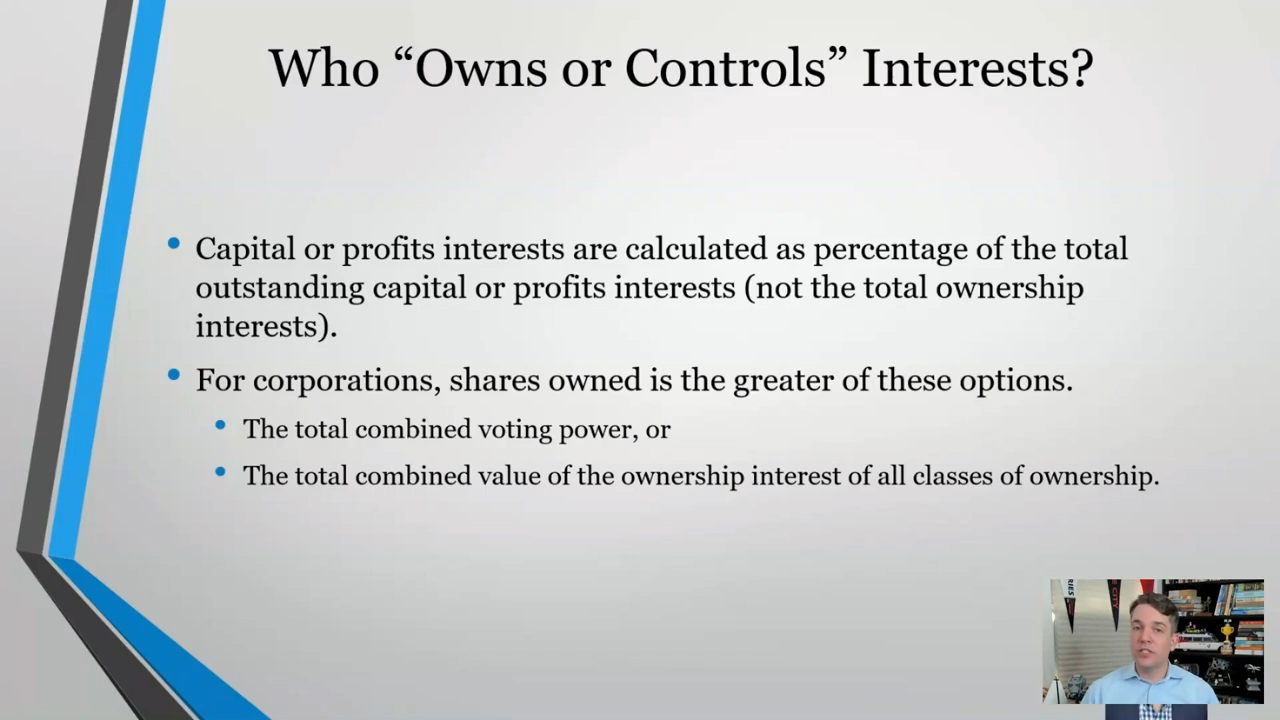 Who “Owns or Controls” Interests?
• Capital or profits interests are calculated as percentage of the total
outstanding capital or profits interests (not the total ownership
interests).
• For corporations, shares owned is the greater of these options.
• The total combined voting power, or
• The total combined value of the ownership interest of all classes of ownership.
RIES
CITY